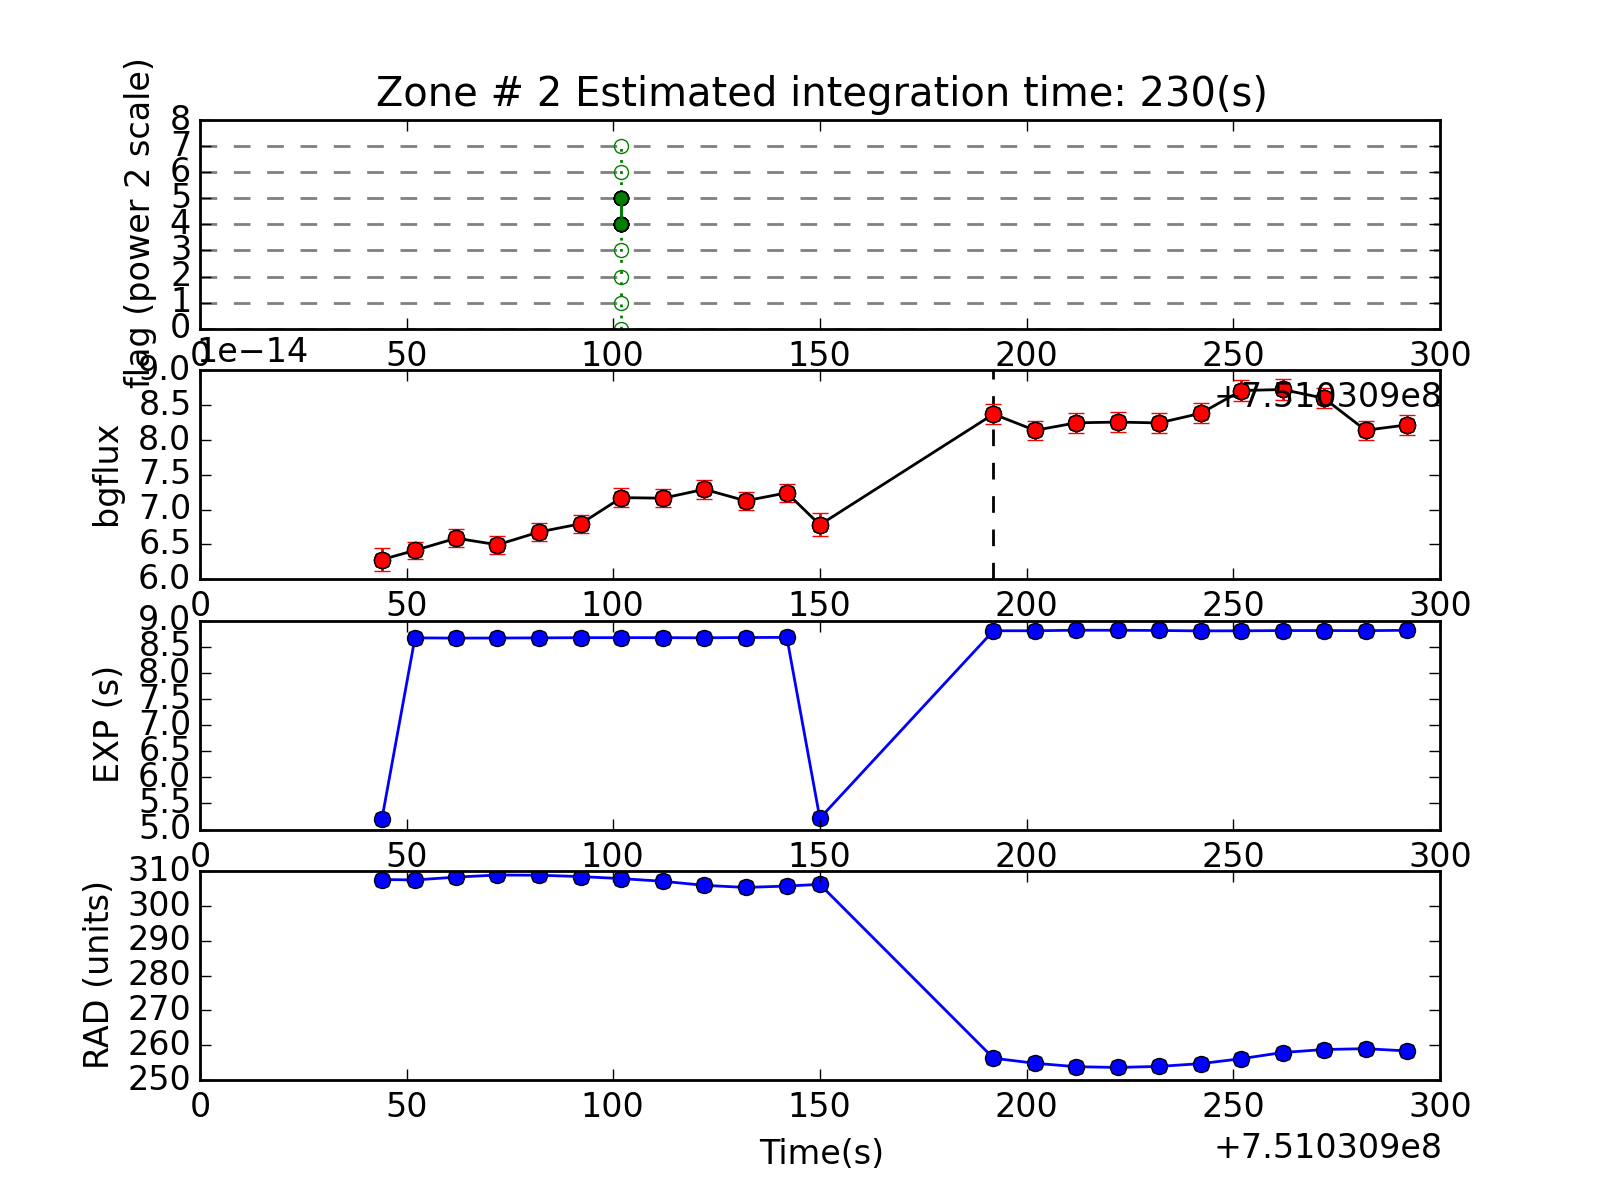 Zone # 2 Estimated integration time: 230(s)
flag (power 2 scale)
8
7
6
5
4
3
2
1
0
0 50 100 150 200 250 300
1e−14
+7.510309e8
bgflux
9.0
8.5
8.0
7.5
7.0
6.5
6.0
0 50 100 150 200 250 300
EXP (s)
9.0
8.5
8.0
7.5
7.0
6.5
6.0
5.5
5.0
0 50 100 150 200 250 300
RAD (units)
310
300
290
280
270
260
250
0 50 100 150 200 250 300
Time(s)
+7.510309e8